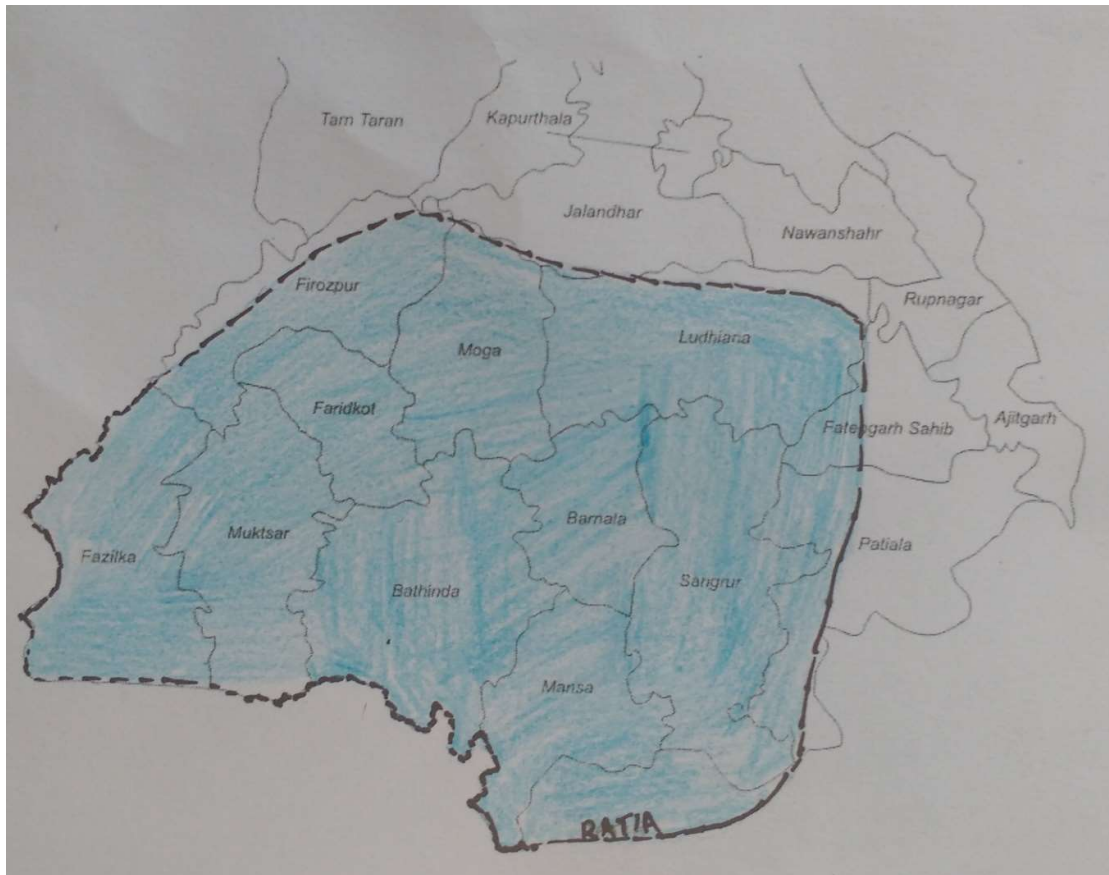 Tarn Taran
Kapurthala
Jalandhar
Nawanshahr
Firozpur
Rupnagar
Moga
Ludhiana
Faridkot
Fatehgarh Sahib
Ajitgarh
Muktsar
Barnala
Fazilka
Patiala
Bathinda
Sangrur
Mansa
RATIA